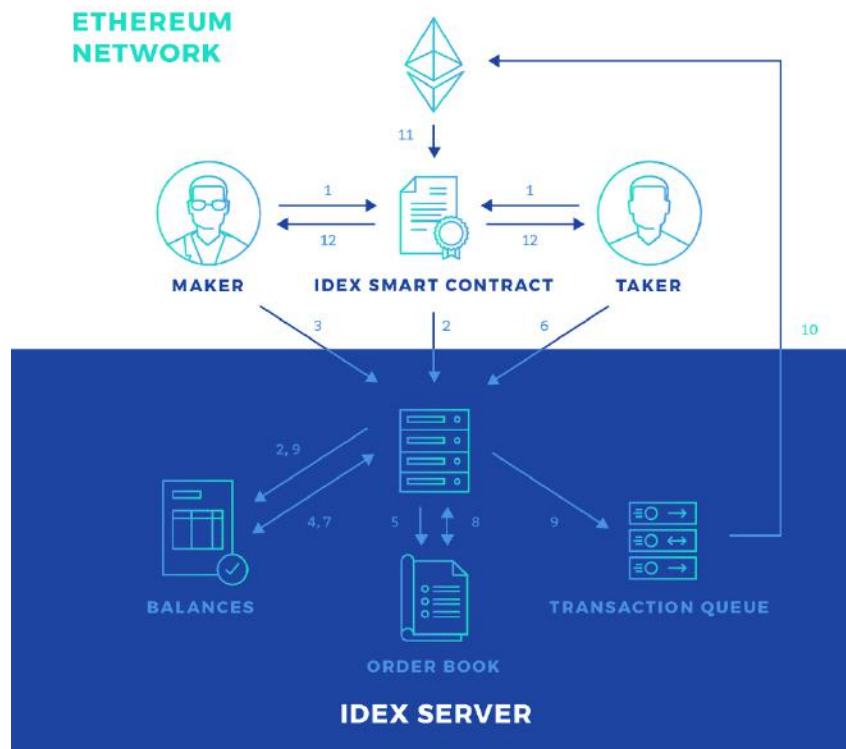 ETHEREUM
NETWORK
11
1
1
12
12
MAKER
IDEX SMART CONTRACT
TAKER
3
2
6
10
2, 9
4, 7
5
8
9
BALANCES
TRANSACTION QUEUE
ORDER BOOK
IDEX SERVER